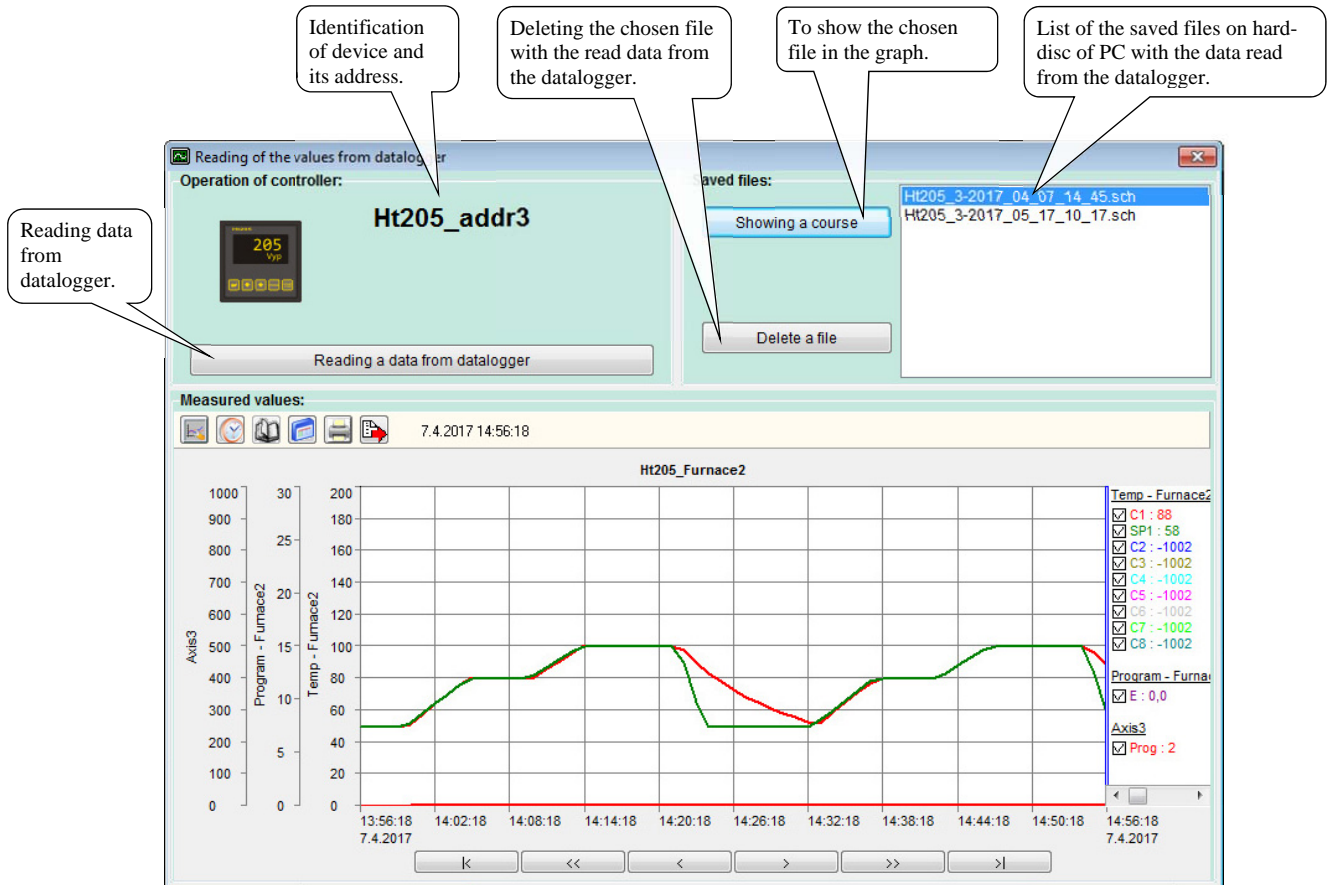 Identification
of device and
its address.
Deleting the chosen file
with the read data from
the datalogger.
To show the chosen
file in the graph.
List of the saved files on hard-
disc of PC with the data read
from the datalogger.
Reading of the values from datalogger
Operation of controller:
Saved files:
Ht205_addr3
205
Vyp
Reading data
from
datalogger.
Showing a course
Delete a file
Ht205_3-2017_04_07_14_45.sch
Ht205_3-2017_05_17_10_17.sch
Reading a data from datalogger
Measured values:
7.4.2017 14:56:18
Ht205_Furnace2
Axis3
1000
900
800
700
600
500
400
300
200
100
0
Program - Furnace2
30
25
20
15
10
5
0
Temp - Furnace2
200
180
160
140
120
100
80
60
40
20
0
13:56:18 14:02:18 14:08:18 14:14:18 14:20:18 14:26:18 14:32:18 14:38:18 14:44:18 14:50:18 14:56:18
7.4.2017 7.4.2017
Temp - Furnace2
C1 : 88
SP1 : 58
C2 : -1002
C3 : -1002
C4 : -1002
C5 : -1002
C6 : -1002
C7 : -1002
C8 : -1002
Program - Furna
E : 0,0
Axis3
Prog : 2
|< << < > >> >|